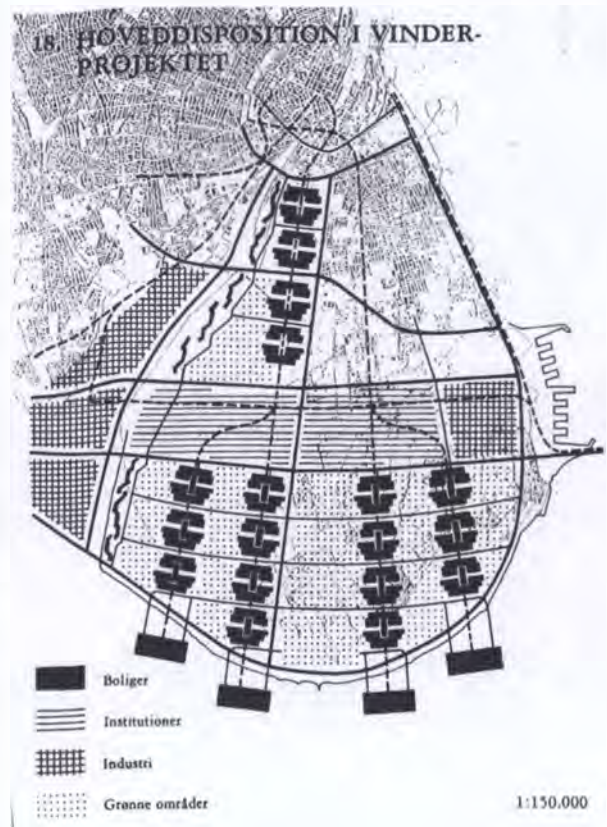 18. HOVEDDISPOSITION I VINDER-
PROJEKTET
Boliger
Institutioner
Industri
Grønne områder
1:150.000